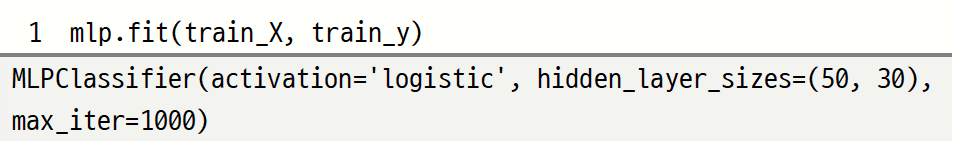 1 mlp.fit(train_X, train_y)
MLPClassifier(activation='logistic', hidden_layer_sizes=(50, 30),
max_iter=1000)